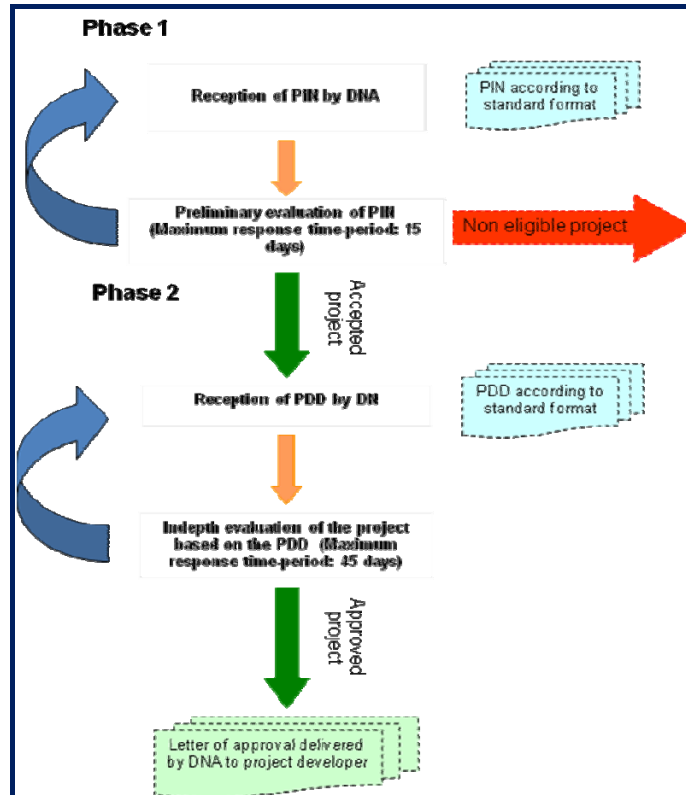 Phase 1
Reception of PIN by DNA
PIN according to
standard format
Preliminary evaluation of PIN
(Maximum response time-period: 15
days)
Non eligible project
Accepted
project
Phase 2
Reception of PDD by DN
PDD according to
standard format
Indepth evaluation of the project
based on the PDD (Maximum
response time-period: 45 days)
Approved
project
Letter of approval delivered
by DNA to project developer